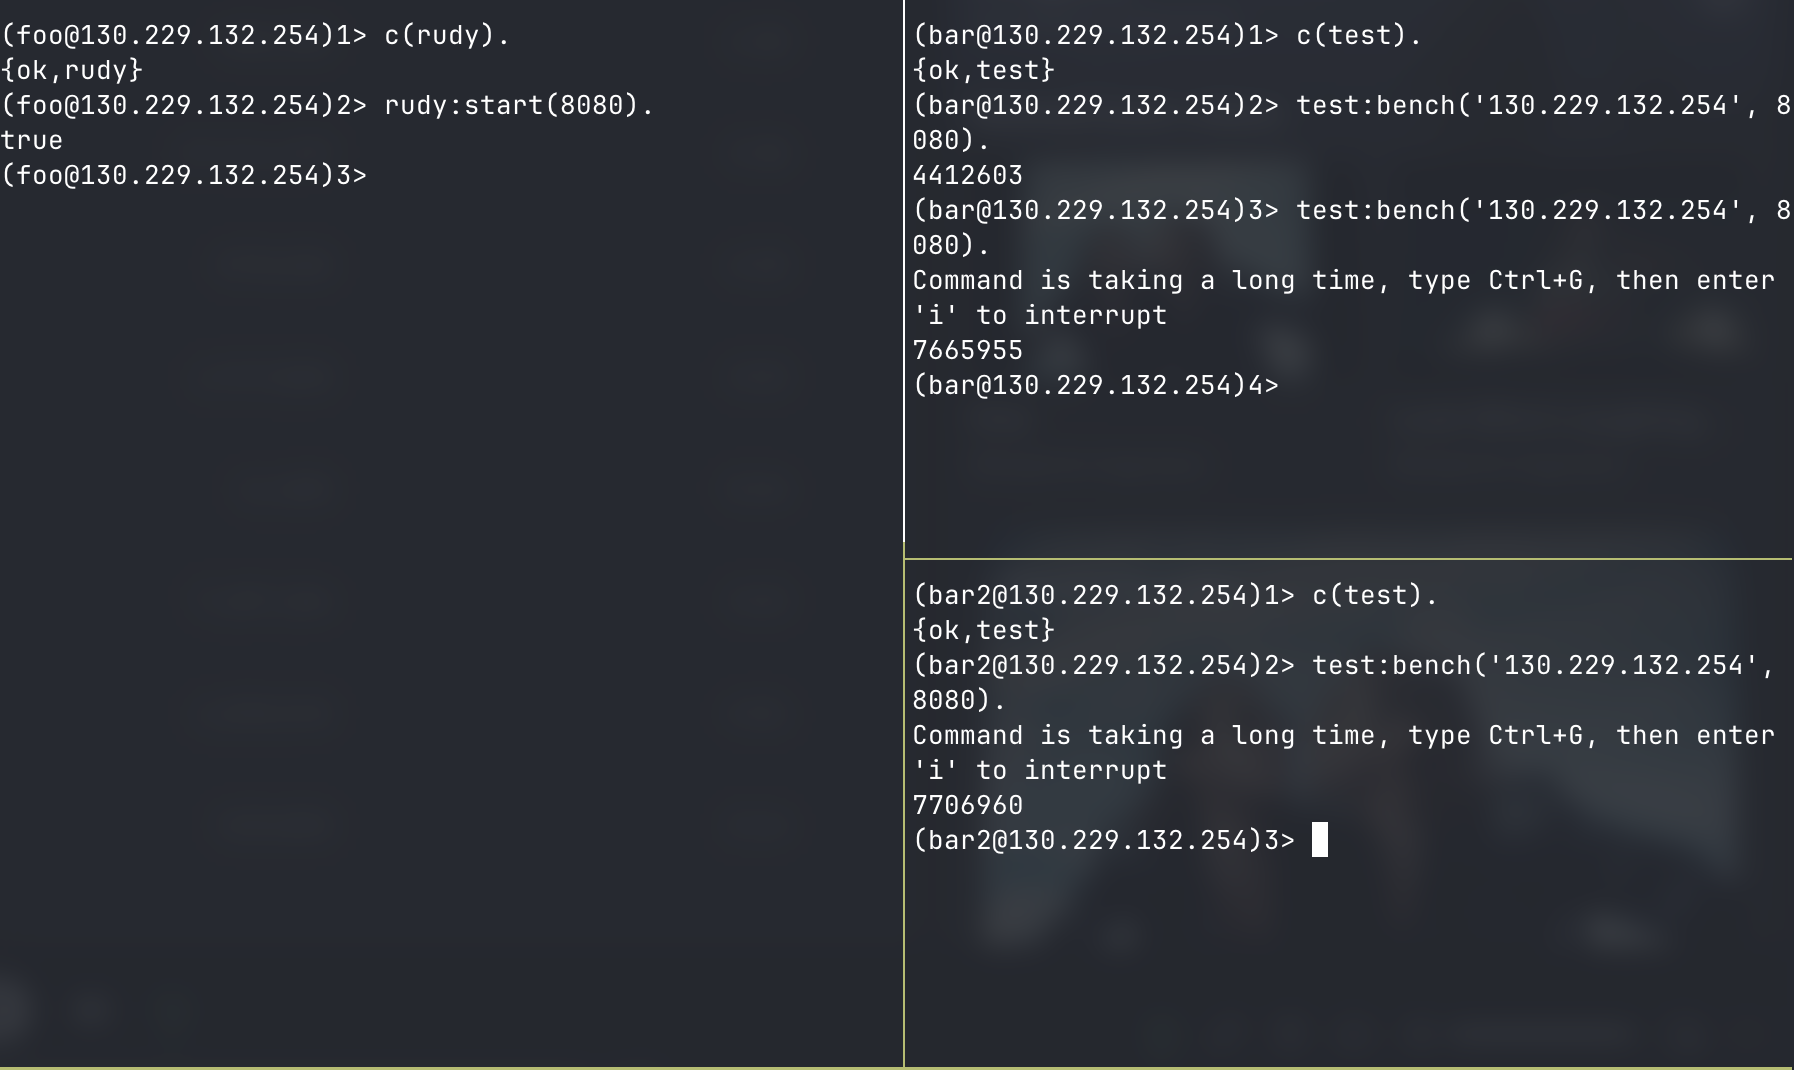 (foo@130.229.132.254)1> c(rudy).
{ok,rudy}
(foo@130.229.132.254)2> rudy:start(8080).
true
(foo@130.229.132.254)3>
(bar@130.229.132.254)1> c(test).
{ok,test}
(bar@130.229.132.254)2> test:bench('130.229.132.254', 8
080).
4412603
(bar@130.229.132.254)3> test:bench('130.229.132.254', 8
080).
Command is taking a long time, type Ctrl+G, then enter
'i' to interrupt
7665955
(bar@130.229.132.254)4>
(bar2@130.229.132.254)1> c(test).
{ok,test}
(bar2@130.229.132.254)2> test:bench('130.229.132.254',
8080).
Command is taking a long time, type Ctrl+G, then enter
'i' to interrupt
7706960
(bar2@130.229.132.254)3>